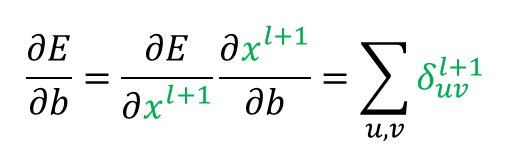 ∂E/∂b = ∂E/∂x^{l+1} ∂x^{l+1}/∂b = ∑_{u,v} δ_{uv}^{l+1}